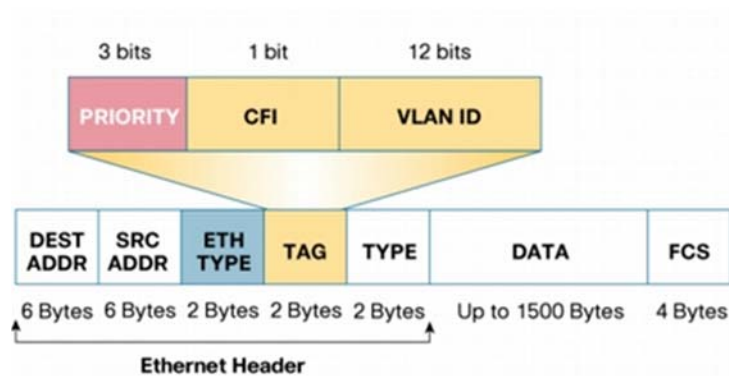 3 bits 1 bit 12 bits
PRIORITY CFI VLAN ID
DEST ADDR SRC ADDR ETH TYPE TAG TYPE DATA FCS
6 Bytes 6 Bytes 2 Bytes 2 Bytes 2 Bytes Up to 1500 Bytes 4 Bytes
Ethernet Header